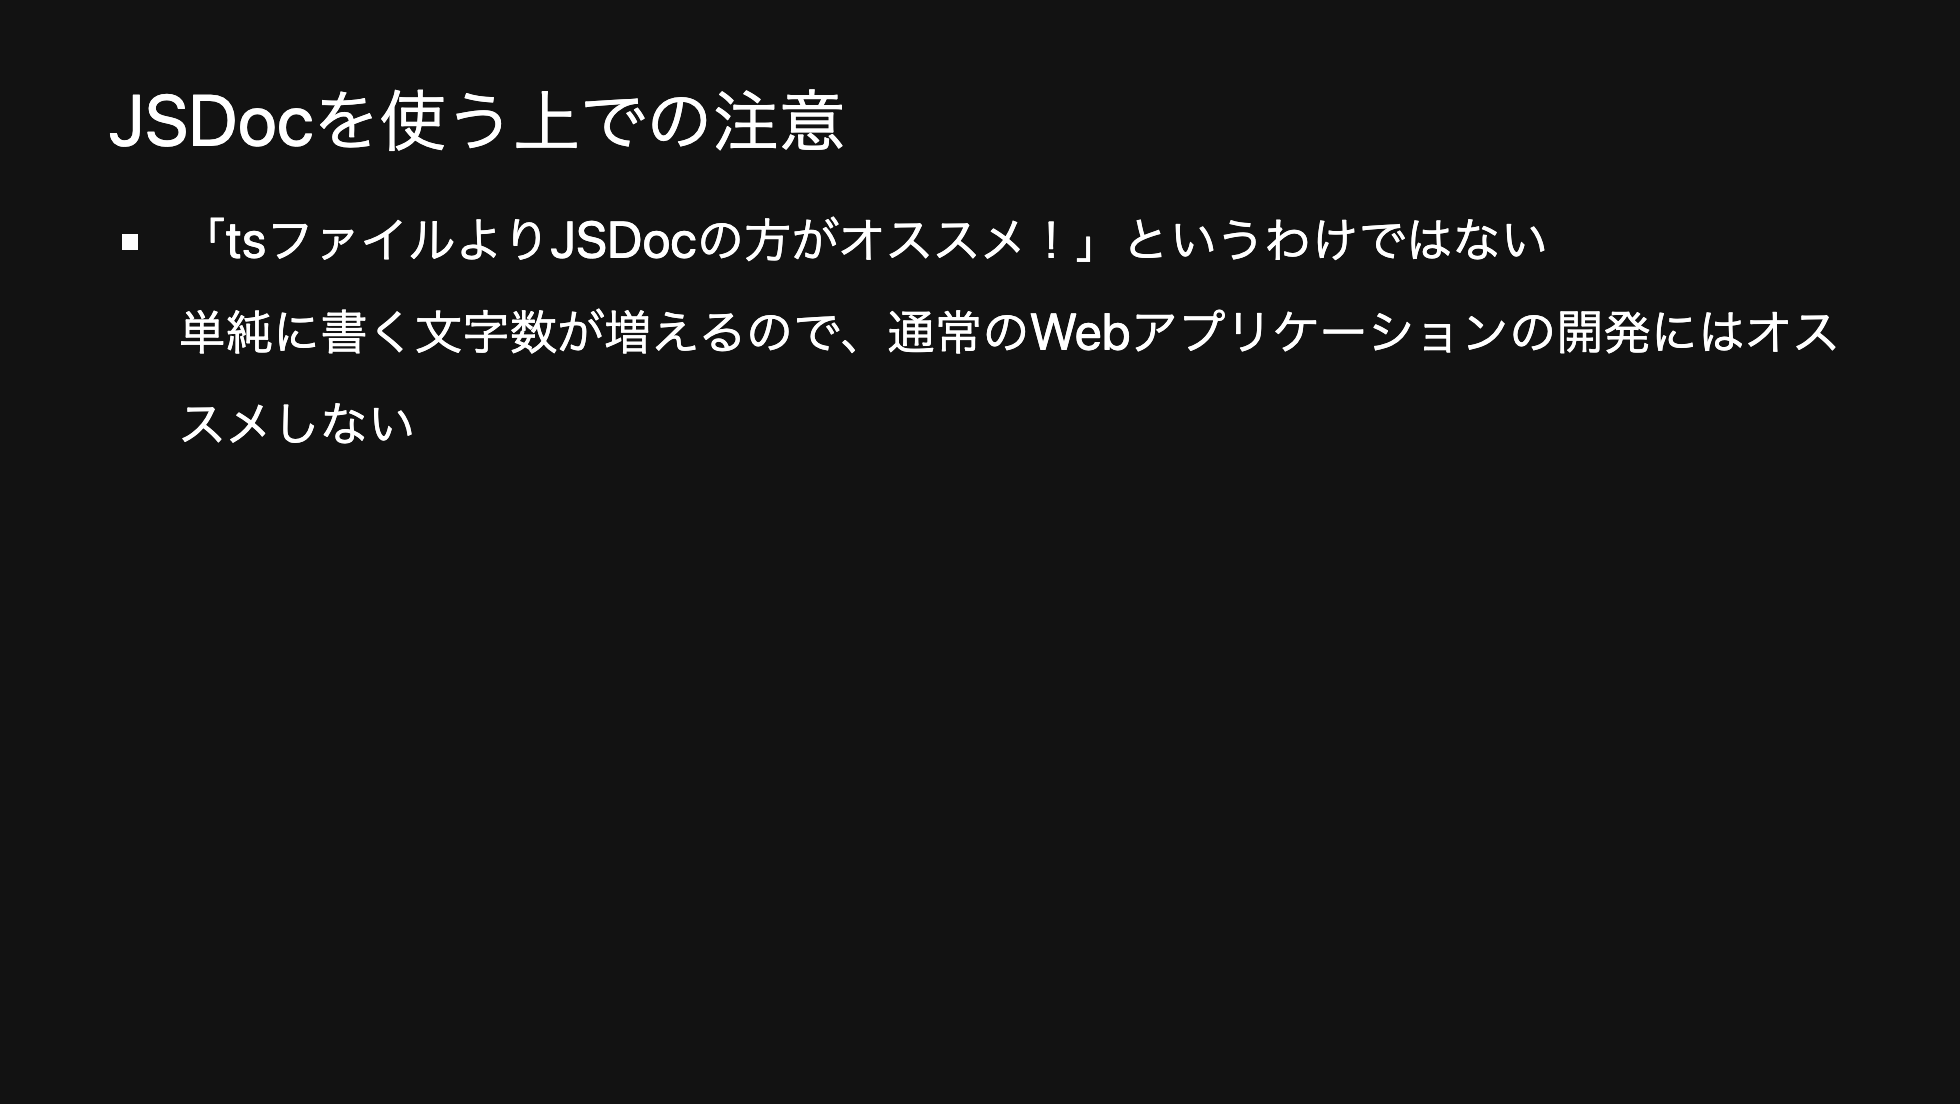 JSDocを使う上での注意
▪ 「tsファイルよりJSDocの方がオススメ！」というわけではない
単純に書く文字数が増えるので、通常のWebアプリケーションの開発にはオス
スメしない